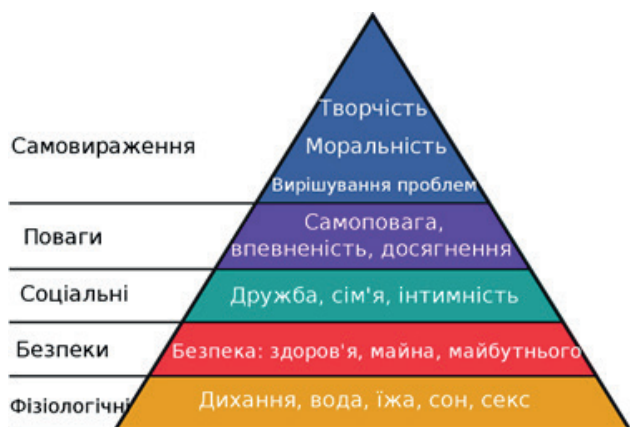 Творчість
Самовираження
Моральність
Вирішування проблем
Поваги
Самоповага,
впевненість, досягнення
Соціальні
Дружба, сім'я, інтимність
Безпеки
Безпека: здоров'я, майна, майбутнього
Фізіологічні
Дихання, вода, їжа, сон, секс